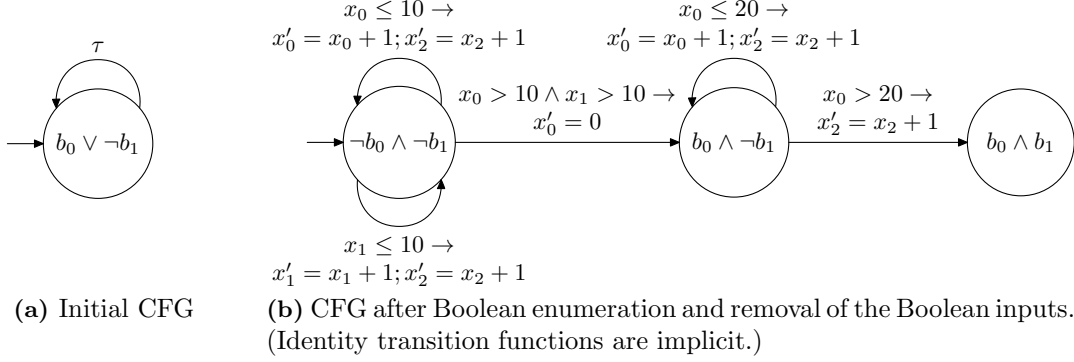 τ
b₀ ∨ ¬b₁
x₀ ≤ 10 →
x′₀ = x₀ + 1; x′₂ = x₂ + 1
¬b₀ ∧ ¬b₁
x₁ ≤ 10 →
x′₁ = x₁ + 1; x′₂ = x₂ + 1
x₀ > 10 ∧ x₁ > 10 →
x′₀ = 0
x₀ ≤ 20 →
x′₀ = x₀ + 1; x′₂ = x₂ + 1
b₀ ∧ ¬b₁
x₀ > 20 →
x′₂ = x₂ + 1
b₀ ∧ b₁
(a) Initial CFG
(b) CFG after Boolean enumeration and removal of the Boolean inputs.
(Identity transition functions are implicit.)